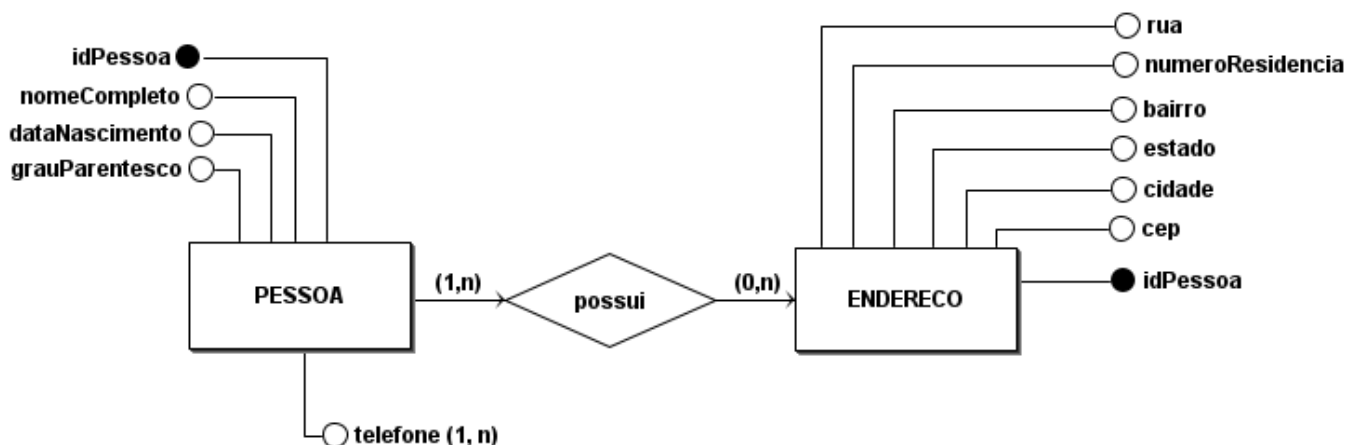 idPessoa
nomeCompleto
dataNascimento
grauParentesco
PESSOA
telefone (1, n)
(1,n)
possui
(0,n)
rua
numeroResidencia
bairro
estado
cidade
cep
ENDERECO
idPessoa